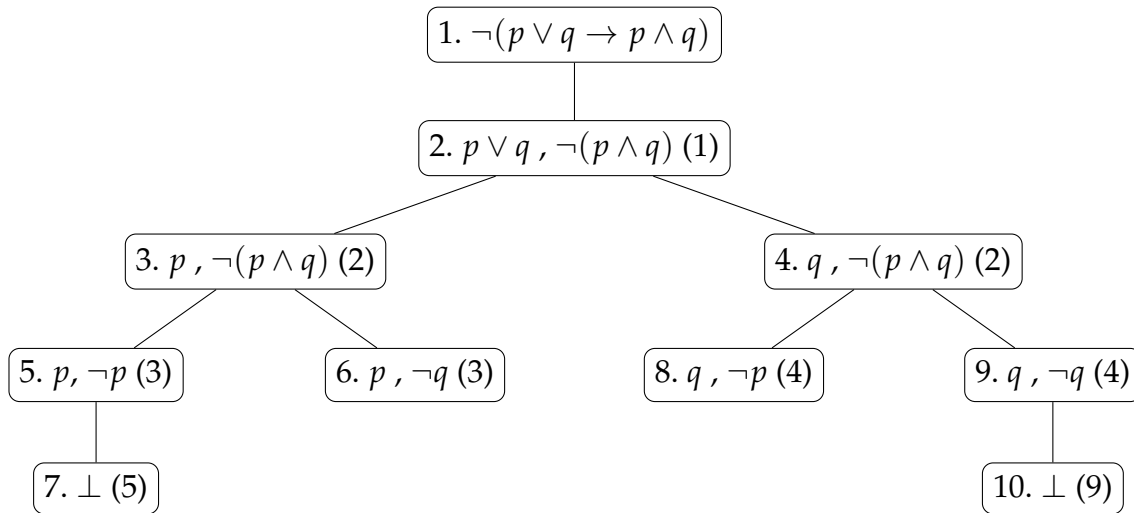 1. ¬(p ∨ q → p ∧ q)
2. p ∨ q , ¬(p ∧ q) (1)
3. p , ¬(p ∧ q) (2)
4. q , ¬(p ∧ q) (2)
5. p, ¬p (3)
6. p , ¬q (3)
8. q , ¬p (4)
9. q , ¬q (4)
7. ⊥ (5)
10. ⊥ (9)